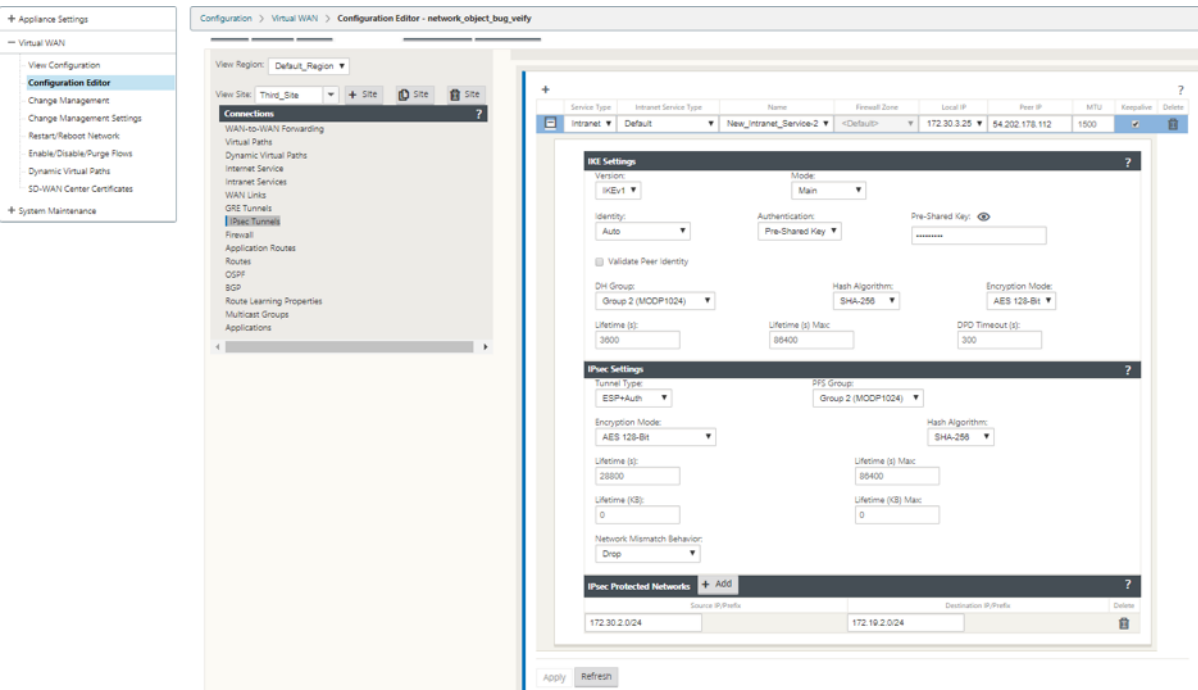 + Appliance Settings
− Virtual WAN
View Configuration
Configuration Editor
Change Management
Change Management Settings
Restart/Reboot Network
Enable/Disable/Purge Flows
Dynamic Virtual Paths
SD-WAN Center Certificates
+ System Maintenance
Configuration > Virtual WAN > Configuration Editor - network_object_bug_veify
View Region: Default_Region
View Site: Third_Site + Site Site Site
Connections ?
WAN-to-WAN Forwarding
Virtual Paths
Dynamic Virtual Paths
Internet Service
Intranet Services
WAN Links
GRE Tunnels
IPsec Tunnels
Firewall
Application Routes
Routes
OSPF
BGP
Route Learning Properties
Multicast Groups
Applications
+ ?
Service Type Intranet Service Type Name Firewall Zone Local IP Peer IP MTU Keepalive Delete
Intranet Default New_Intranet_Service-2 <Default> 172.30.3.25 54.202.178.112 1500
IKE Settings ?
Version: Mode:
IKEv1 Main
Identity: Authentication: Pre-Shared Key:
Auto Pre-Shared Key ·········
Validate Peer Identity
DH Group: Hash Algorithm: Encryption Mode:
Group 2 (MODP1024) SHA-256 AES 128-Bit
Lifetime (s): Lifetime (s) Max: DPD Timeout (s):
3600 86400 300
IPsec Settings ?
Tunnel Type: PFS Group:
ESP+Auth Group 2 (MODP1024)
Encryption Mode: Hash Algorithm:
AES 128-Bit SHA-256
Lifetime (s): Lifetime (s) Max:
28800 86400
Lifetime (KB): Lifetime (KB) Max:
0 0
Network Mismatch Behavior:
Drop
IPsec Protected Networks + Add ?
Source IP/Prefix Destination IP/Prefix Delete
172.30.2.0/24 172.19.2.0/24
Apply Refresh